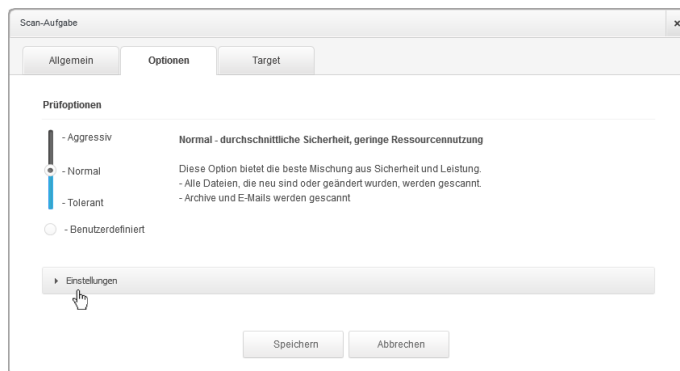 Scan-Aufgabe
×
Allgemein
Optionen
Target
Prüfoptionen
- Aggressiv
- Normal
- Tolerant
- Benutzerdefiniert
Normal - durchschnittliche Sicherheit, geringe Ressourcennutzung
Diese Option bietet die beste Mischung aus Sicherheit und Leistung.
- Alle Dateien, die neu sind oder geändert wurden, werden gescannt.
- Archive und E-Mails werden gescannt
Einstellungen
Speichern
Abbrechen